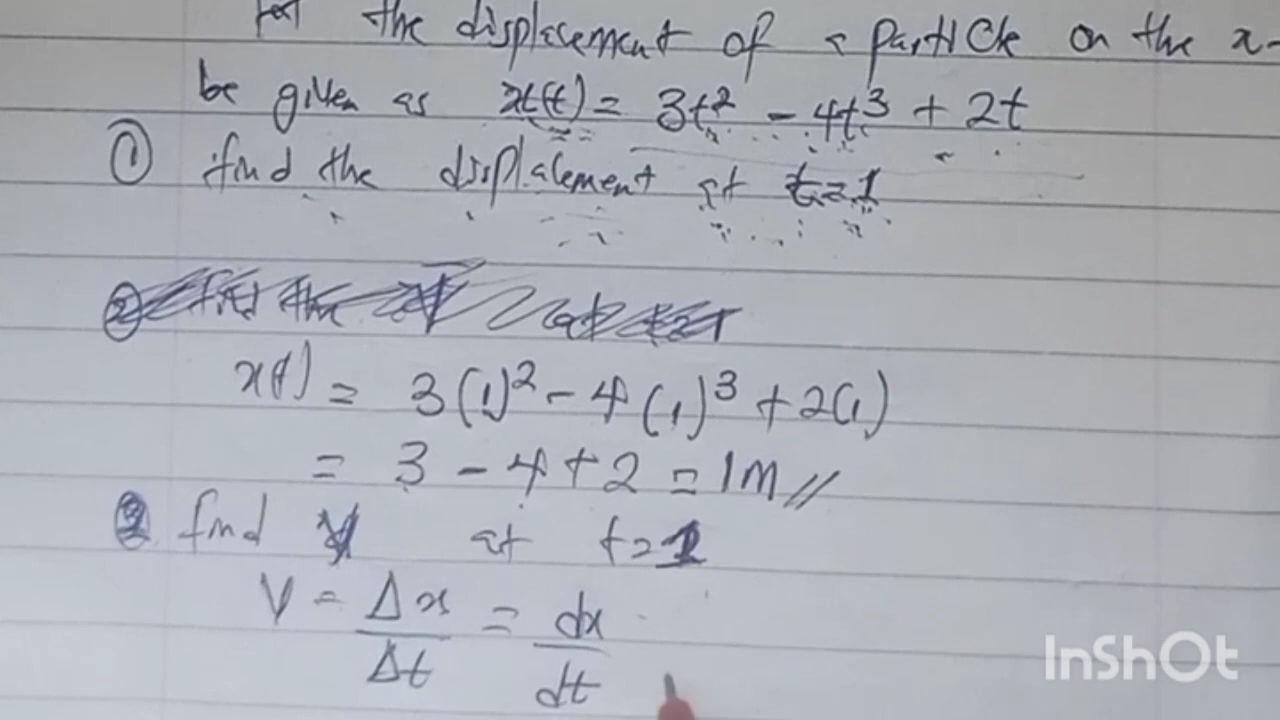 the displacement of a particle on the x-
be given as x(t) = 3t² - 4t³ + 2t
① find the displacement at t=1
②
x(1) = 3(1)² - 4(1)³ + 2(1)
= 3 - 4 + 2 = 1m//
find V at t=1
V = Δx/Δt = dx/dt
InShOt